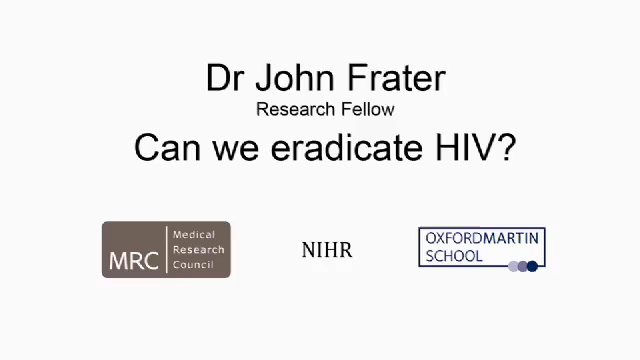 Dr John Frater
Research Fellow
Can we eradicate HIV?
MRC
Medical
Research
Council
NIHR
OXFORDMARTIN
SCHOOL